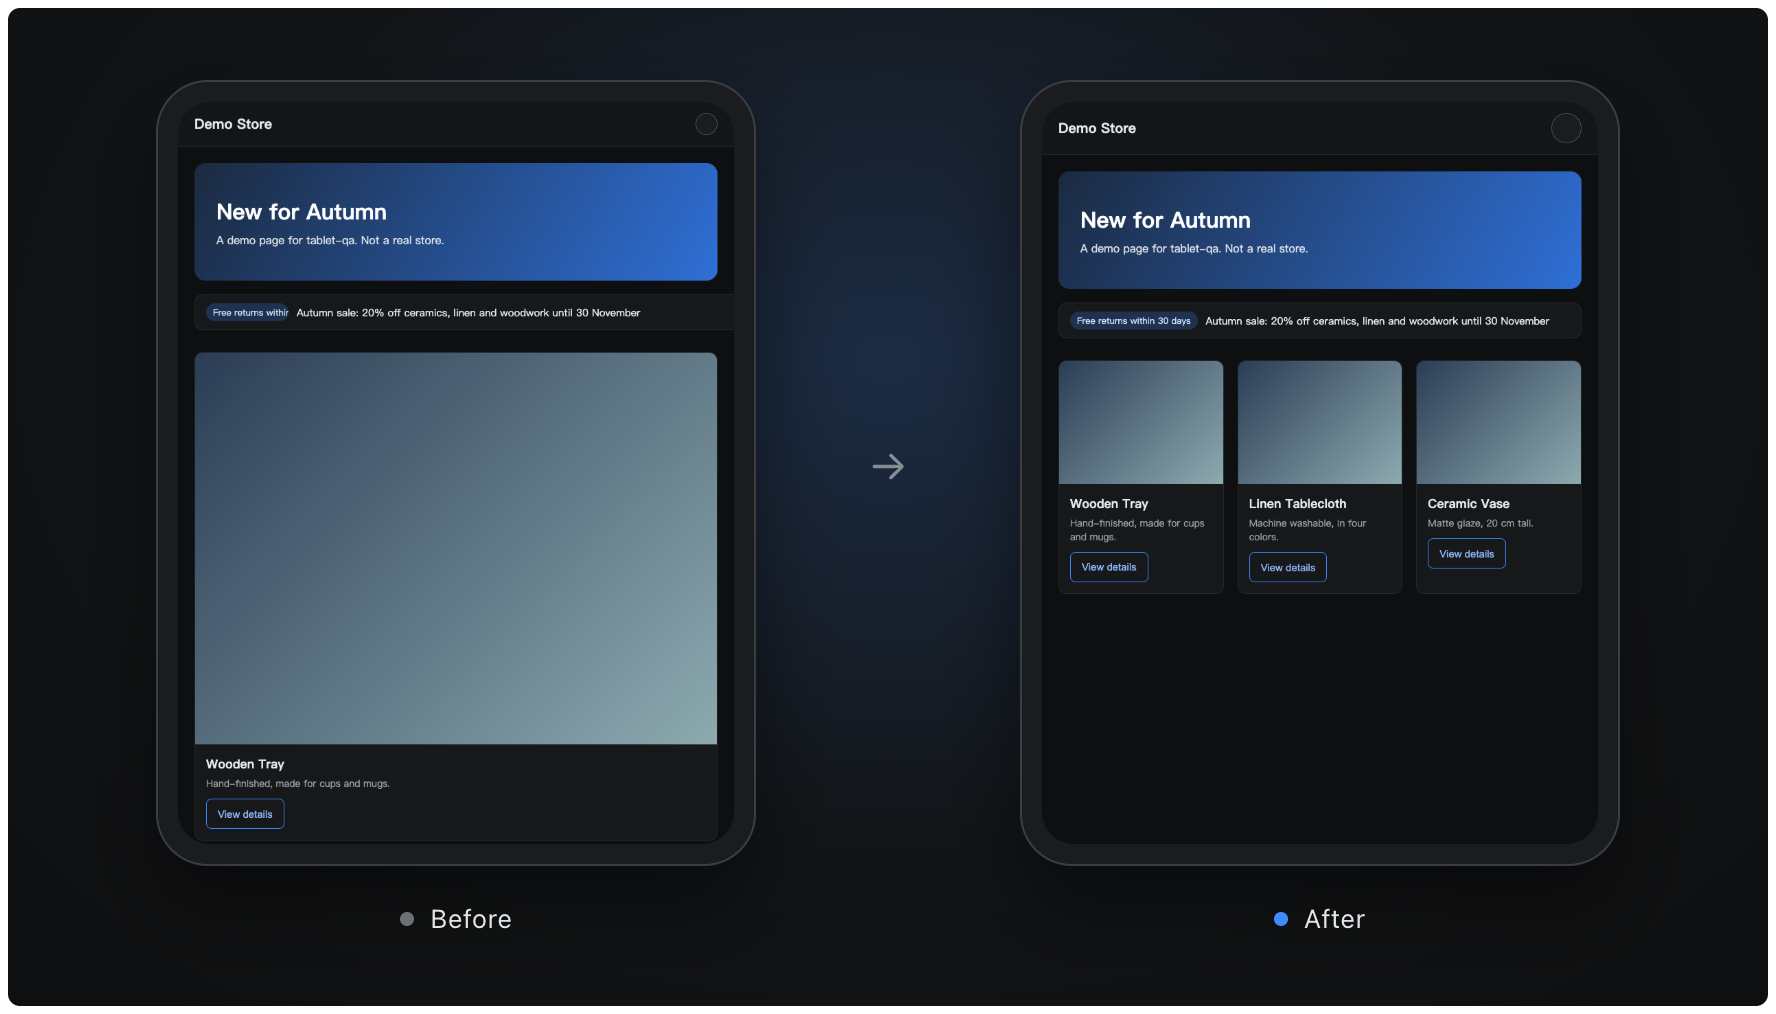 Demo Store
New for Autumn
A demo page for tablet-qa. Not a real store.
Free returns withir Autumn sale: 20% off ceramics, linen and woodwork until 30 November
Wooden Tray
Hand-finished, made for cups and mugs.
View details
Before
Demo Store
New for Autumn
A demo page for tablet-qa. Not a real store.
Free returns within 30 days Autumn sale: 20% off ceramics, linen and woodwork until 30 November
Wooden Tray
Hand-finished, made for cups
and mugs.
View details
Linen Tablecloth
Machine washable, in four
colors.
View details
Ceramic Vase
Matte glaze, 20 cm tall.
View details
After